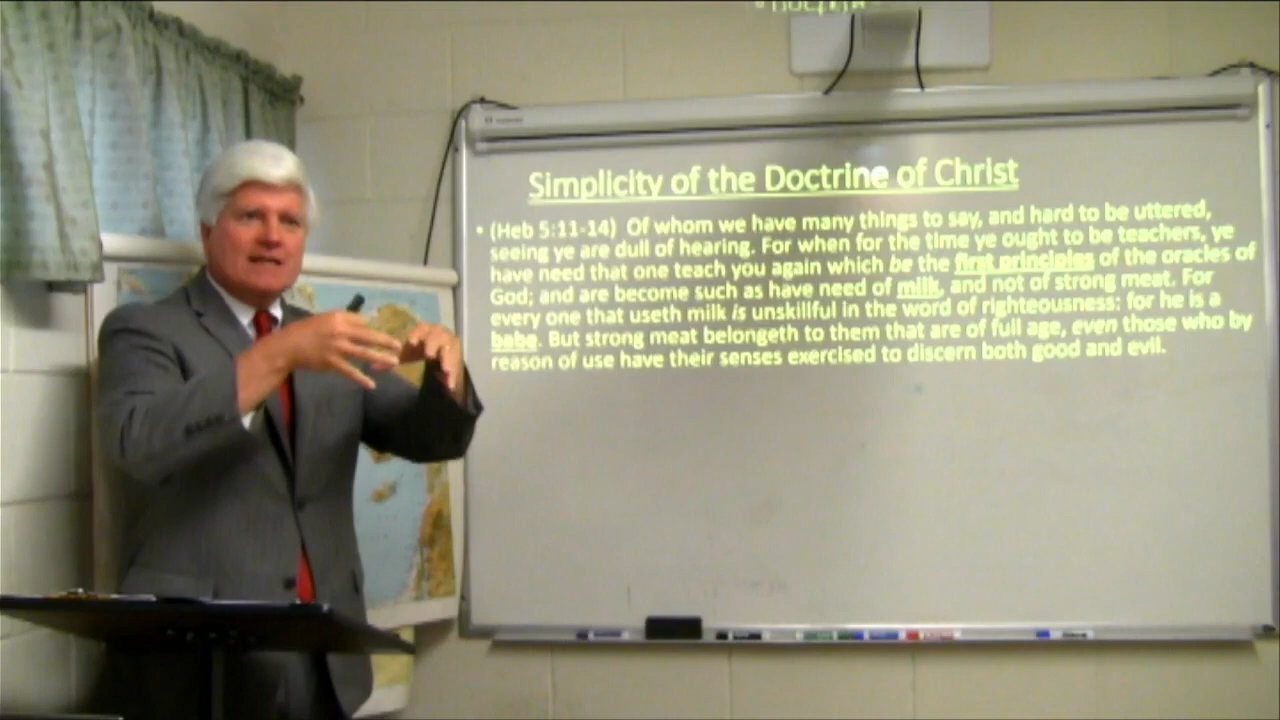 Simplicity of the Doctrine of Christ
• (Heb 5:11-14) Of whom we have many things to say, and hard to be uttered,
seeing ye are dull of hearing. For when for the time ye ought to be teachers, ye
have need that one teach you again which be the first principles of the oracles of
God; and are become such as have need of milk, and not of strong meat. For
every one that useth milk is unskillful in the word of righteousness: for he is a
babe. But strong meat belongeth to them that are of full age, even those who by
reason of use have their senses exercised to discern both good and evil.